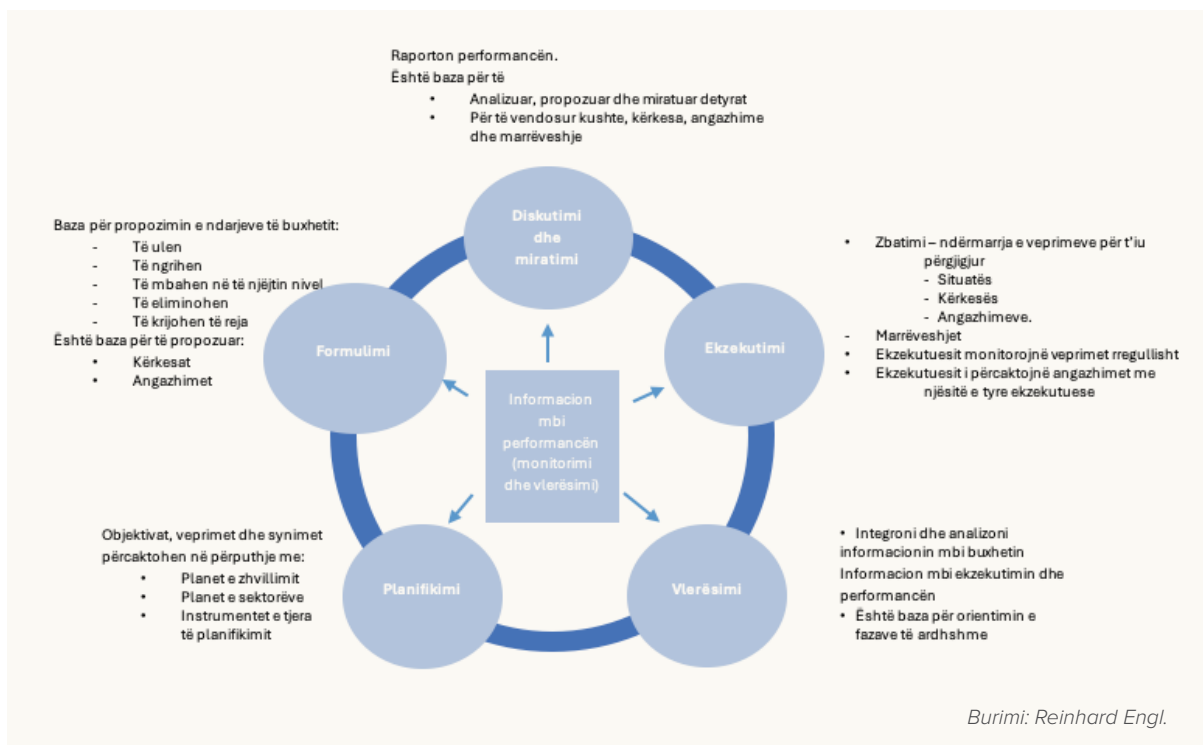 Raporton performancën.
Është baza për të
• Analizuar, propozuar dhe miratuar detyrat
• Për të vendosur kushte, kërkesa, angazhime
dhe marrëveshje
Diskutimi
dhe
miratimi
Baza për propozimin e ndarjeve të buxhetit:
- Të ulen
- Të ngrihen
- Të mbahen në të njëjtin nivel
- Të eliminohen
- Të krijohen të reja
Është baza për të propozuar:
• Kërkesat
• Angazhimet
Formulimi
Ekzekutimi
• Zbatimi – ndërmarrja e veprimeve për t'iu
përgjigjur
- Situatës
- Kërkesës
- Angazhimeve.
- Marrëveshjet
• Ekzekutuesit monitorojnë veprimet rregullisht
• Ekzekutuesit i përcaktojnë angazhimet me
njësitë e tyre ekzekutuese
Informacion
mbi
performancën
(monitorimi
dhe vlerësimi)
Objektivat, veprimet dhe synimet
përcaktohen në përputhje me:
• Planet e zhvillimit
• Planet e sektorëve
• Instrumentet e tjera
të planifikimit
Planifikimi
Vlerësimi
• Integroni dhe analizoni
informacionin mbi buxhetin
Informacion mbi ekzekutimin dhe
performancën
• Është baza për orientimin e
fazave të ardhshme
Burimi: Reinhard Engl.